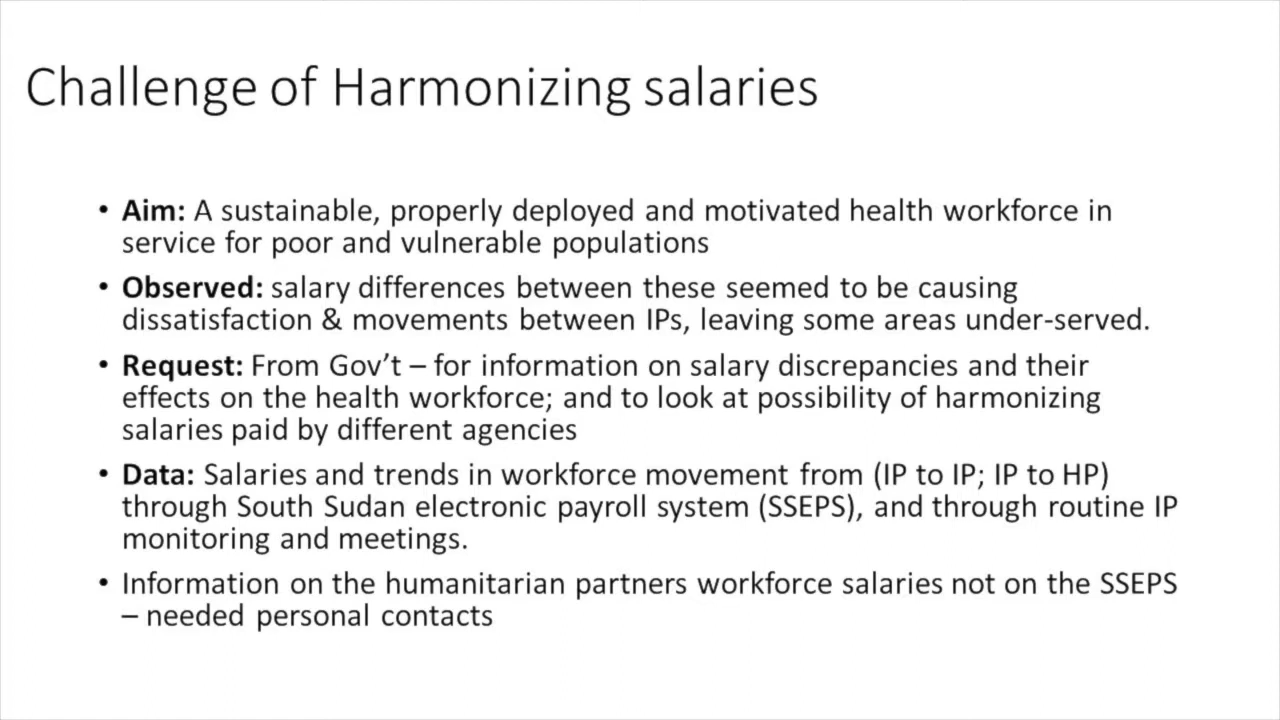 Challenge of Harmonizing salaries
• Aim: A sustainable, properly deployed and motivated health workforce in
service for poor and vulnerable populations
• Observed: salary differences between these seemed to be causing
dissatisfaction & movements between IPs, leaving some areas under-served.
• Request: From Gov’t – for information on salary discrepancies and their
effects on the health workforce; and to look at possibility of harmonizing
salaries paid by different agencies
• Data: Salaries and trends in workforce movement from (IP to IP; IP to HP)
through South Sudan electronic payroll system (SSEPS), and through routine IP
monitoring and meetings.
• Information on the humanitarian partners workforce salaries not on the SSEPS
– needed personal contacts